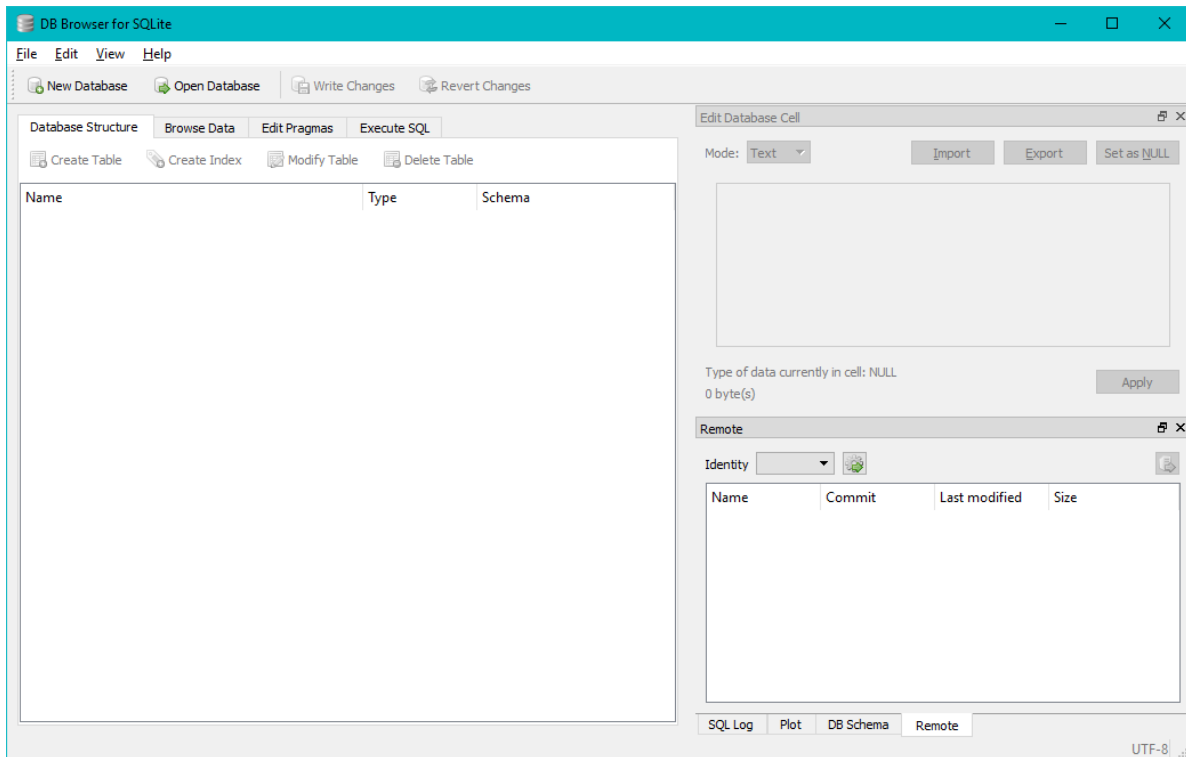 DB Browser for SQLite
File Edit View Help
New Database Open Database Write Changes Revert Changes
Database Structure Browse Data Edit Pragmas Execute SQL
Create Table Create Index Modify Table Delete Table
Name Type Schema
Edit Database Cell
Mode: Text Import Export Set as NULL
Type of data currently in cell: NULL
0 byte(s)
Apply
Remote
Identity
Name Commit Last modified Size
SQL Log Plot DB Schema Remote
UTF-8